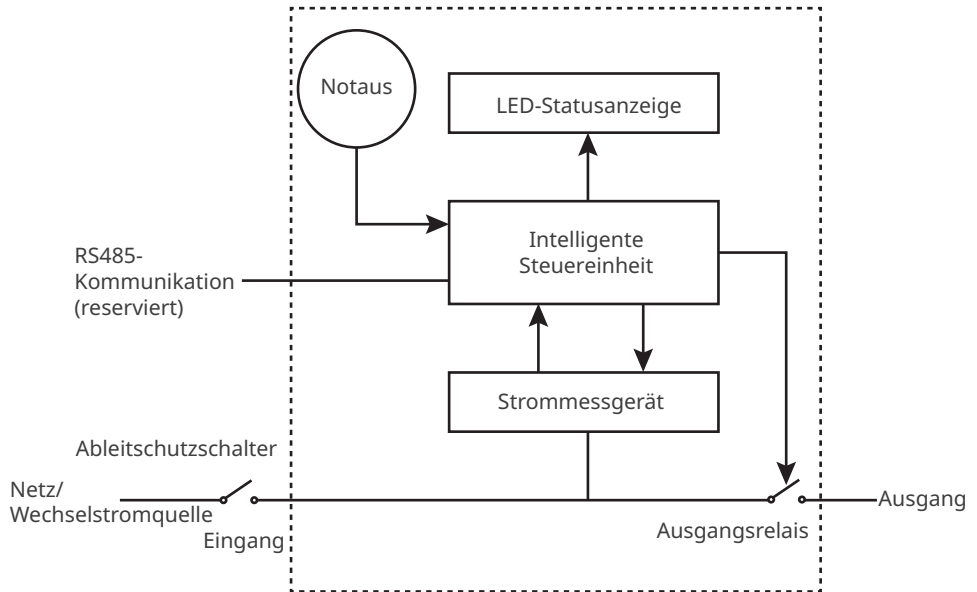 Notaus
LED-Statusanzeige
Intelligente
Steuereinheit
RS485-
Kommunikation
(reserviert)
Strommessgerät
Ableitschutzschalter
Netz/
Wechselstromquelle
Eingang
Ausgangsrelais
Ausgang